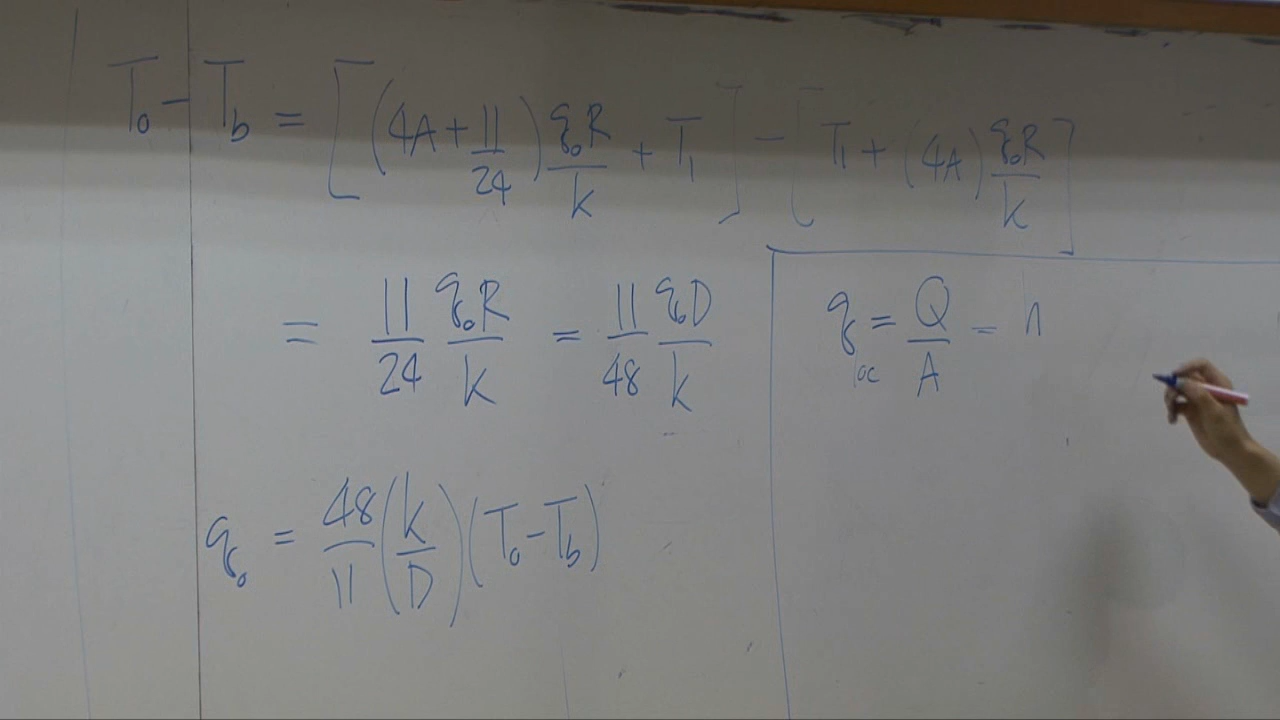 T₀ - T_b = [(4A + 11/24) q₀R/k + T₁] - [T₁ + (4A) q₀R/k]
= 11/24 q₀R/k = 11/48 q₀D/k
q₀ = 48/11 (k/D) (T₀ - T_b)
q_loc = Q/A = h